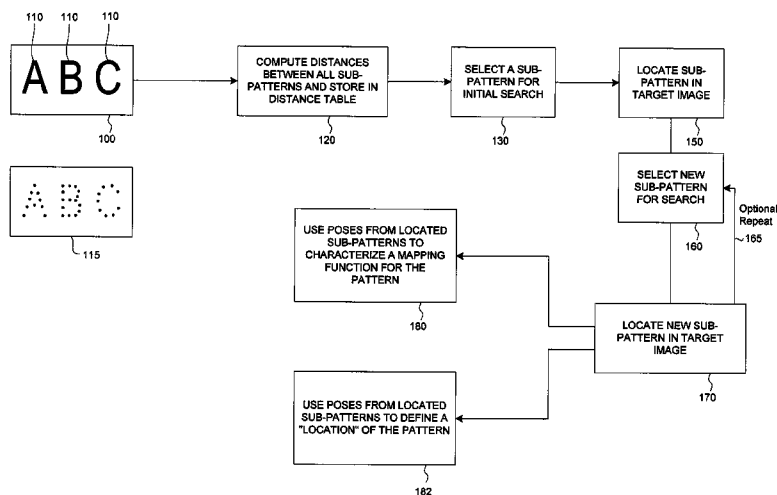 110 110 110
A B C
100
COMPUTE DISTANCES
BETWEEN ALL SUB-
PATTERNS AND STORE IN
DISTANCE TABLE
120
SELECT A SUB-
PATTERN FOR
INITIAL SEARCH
130
LOCATE SUB-
PATTERN IN
TARGET IMAGE
150
A B C
115
SELECT NEW
SUB-PATTERN
FOR SEARCH
160
Optional
Repeat
165
USE POSES FROM LOCATED
SUB-PATTERNS TO
CHARACTERIZE A MAPPING
FUNCTION FOR THE
PATTERN
180
LOCATE NEW SUB-
PATTERN IN TARGET
IMAGE
170
USE POSES FROM LOCATED
SUB-PATTERNS TO DEFINE A
"LOCATION" OF THE PATTERN
182